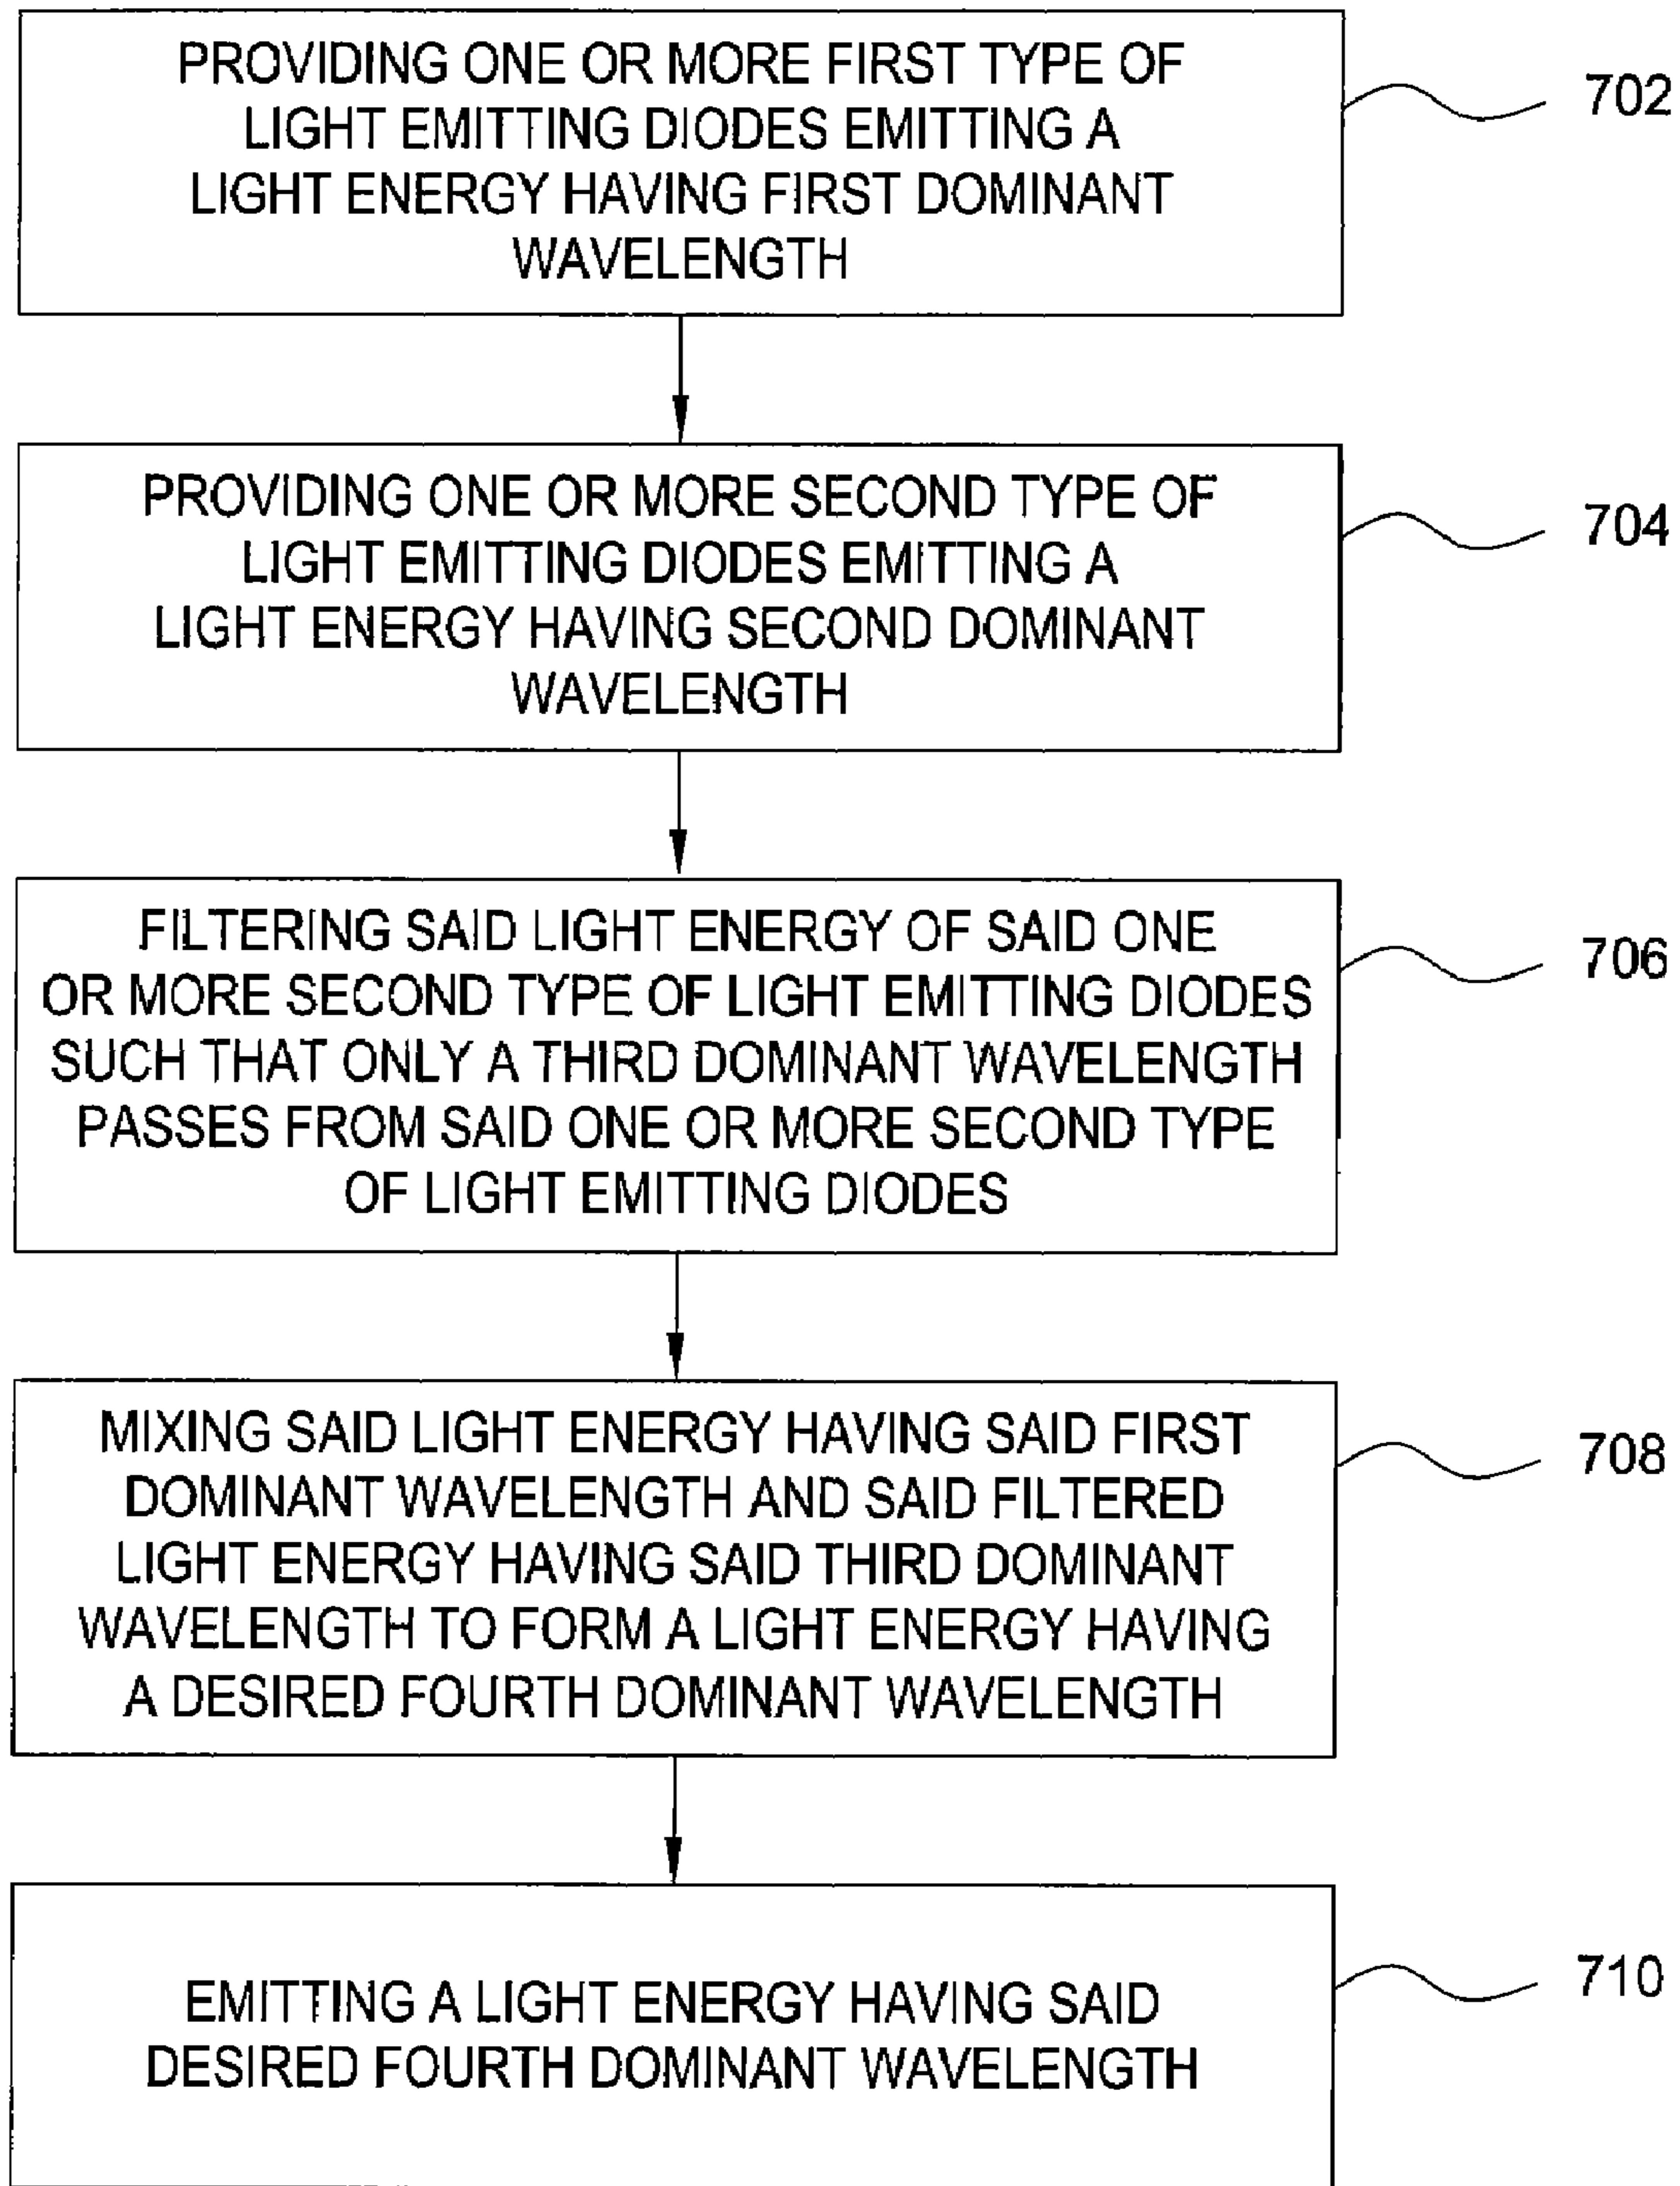 PROVIDING ONE OR MORE FIRST TYPE OF
LIGHT EMITTING DIODES EMITTING A
LIGHT ENERGY HAVING FIRST DOMINANT
WAVELENGTH
702
PROVIDING ONE OR MORE SECOND TYPE OF
LIGHT EMITTING DIODES EMITTING A
LIGHT ENERGY HAVING SECOND DOMINANT
WAVELENGTH
704
FILTERING SAID LIGHT ENERGY OF SAID ONE
OR MORE SECOND TYPE OF LIGHT EMITTING DIODES
SUCH THAT ONLY A THIRD DOMINANT WAVELENGTH
PASSES FROM SAID ONE OR MORE SECOND TYPE
OF LIGHT EMITTING DIODES
706
MIXING SAID LIGHT ENERGY HAVING SAID FIRST
DOMINANT WAVELENGTH AND SAID FILTERED
LIGHT ENERGY HAVING SAID THIRD DOMINANT
WAVELENGTH TO FORM A LIGHT ENERGY HAVING
A DESIRED FOURTH DOMINANT WAVELENGTH
708
EMITTING A LIGHT ENERGY HAVING SAID
DESIRED FOURTH DOMINANT WAVELENGTH
710